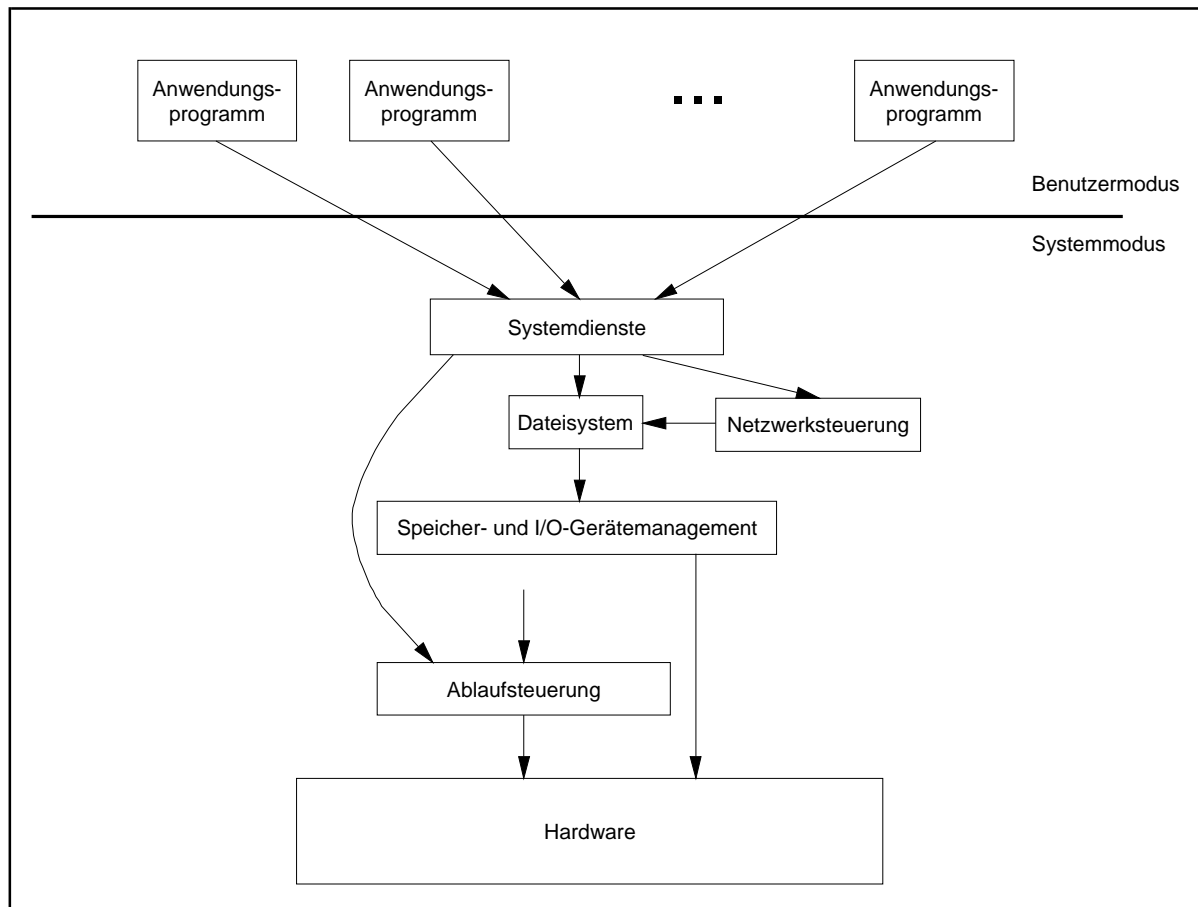 Anwendungs-
programm
Anwendungs-
programm
Anwendungs-
programm
Benutzermodus
Systemmodus
Systemdienste
Dateisystem
Netzwerksteuerung
Speicher- und I/O-Gerätemanagement
Ablaufsteuerung
Hardware